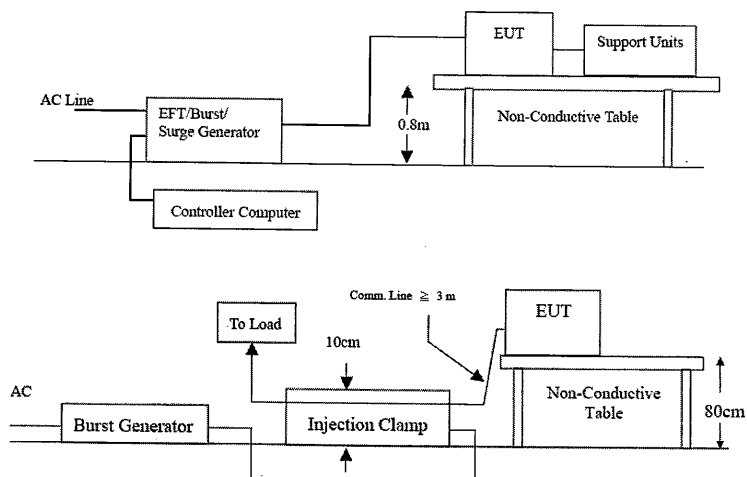 EUT
Support Units
AC Line
EFT/Burst/
Surge Generator
0.8m
Non-Conductive Table
Controller Computer
Comm. Line ≧ 3 m
EUT
To Load
10cm
AC
Non-Conductive
Table
80cm
Burst Generator
Injection Clamp